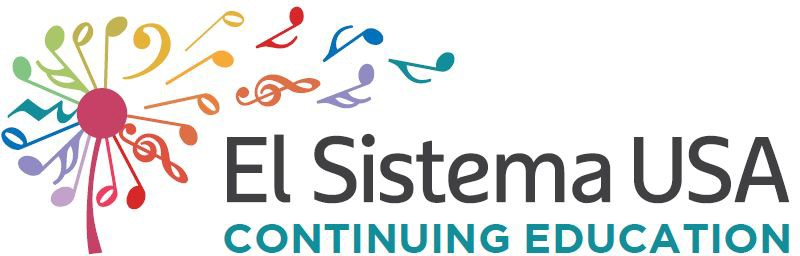 El Sistema USA
CONTINUING EDUCATION